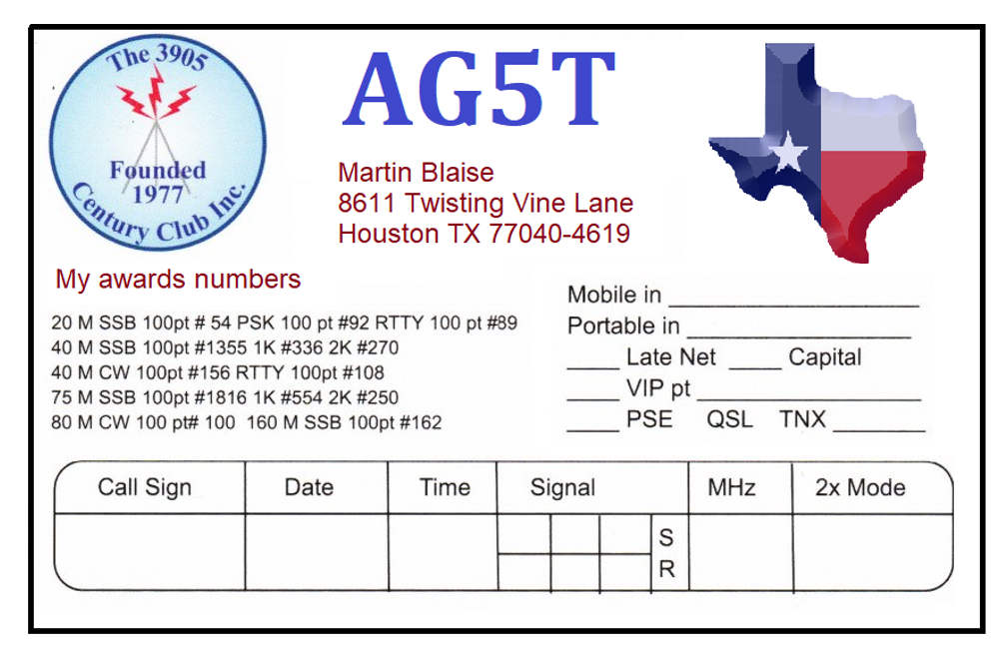 The 3905
Founded
1977
Century Club Inc.
AG5T
Martin Blaise
8611 Twisting Vine Lane
Houston TX 77040-4619
My awards numbers
20 M SSB 100pt # 54 PSK 100 pt #92 RTTY 100 pt #89
40 M SSB 100pt #1355 1K #336 2K #270
40 M CW 100pt #156 RTTY 100pt #108
75 M SSB 100pt #1816 1K #554 2K #250
80 M CW 100 pt# 100 160 M SSB 100pt #162
Mobile in ____________________
Portable in __________________
____ Late Net ____ Capital
____ VIP pt __________________
____ PSE QSL TNX _______
Call Sign Date Time Signal MHz 2x Mode
S
R